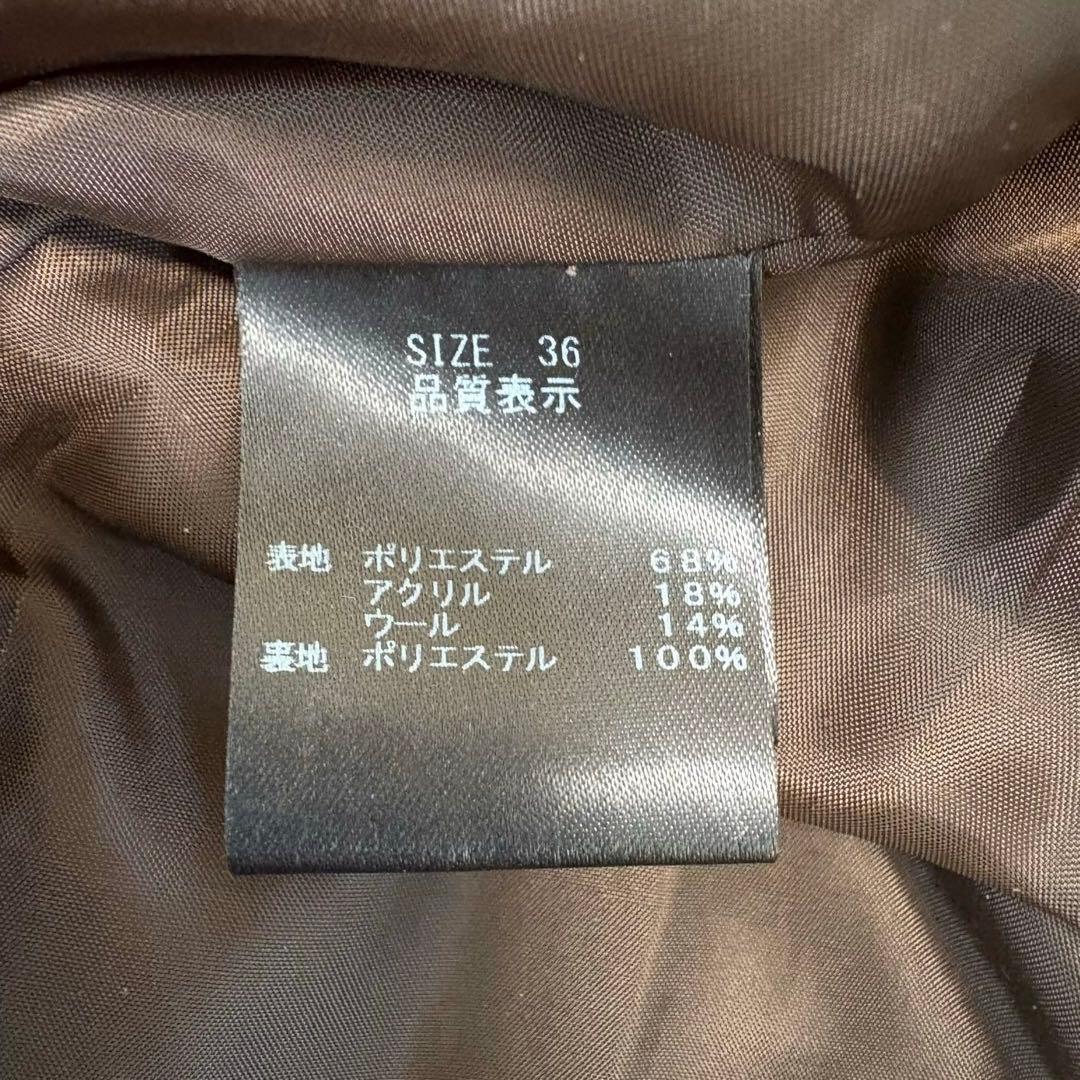 SIZE 36
品質表示
表地 ポリエステル 68%
アクリル 18%
ウール 14%
裏地 ポリエステル 100%